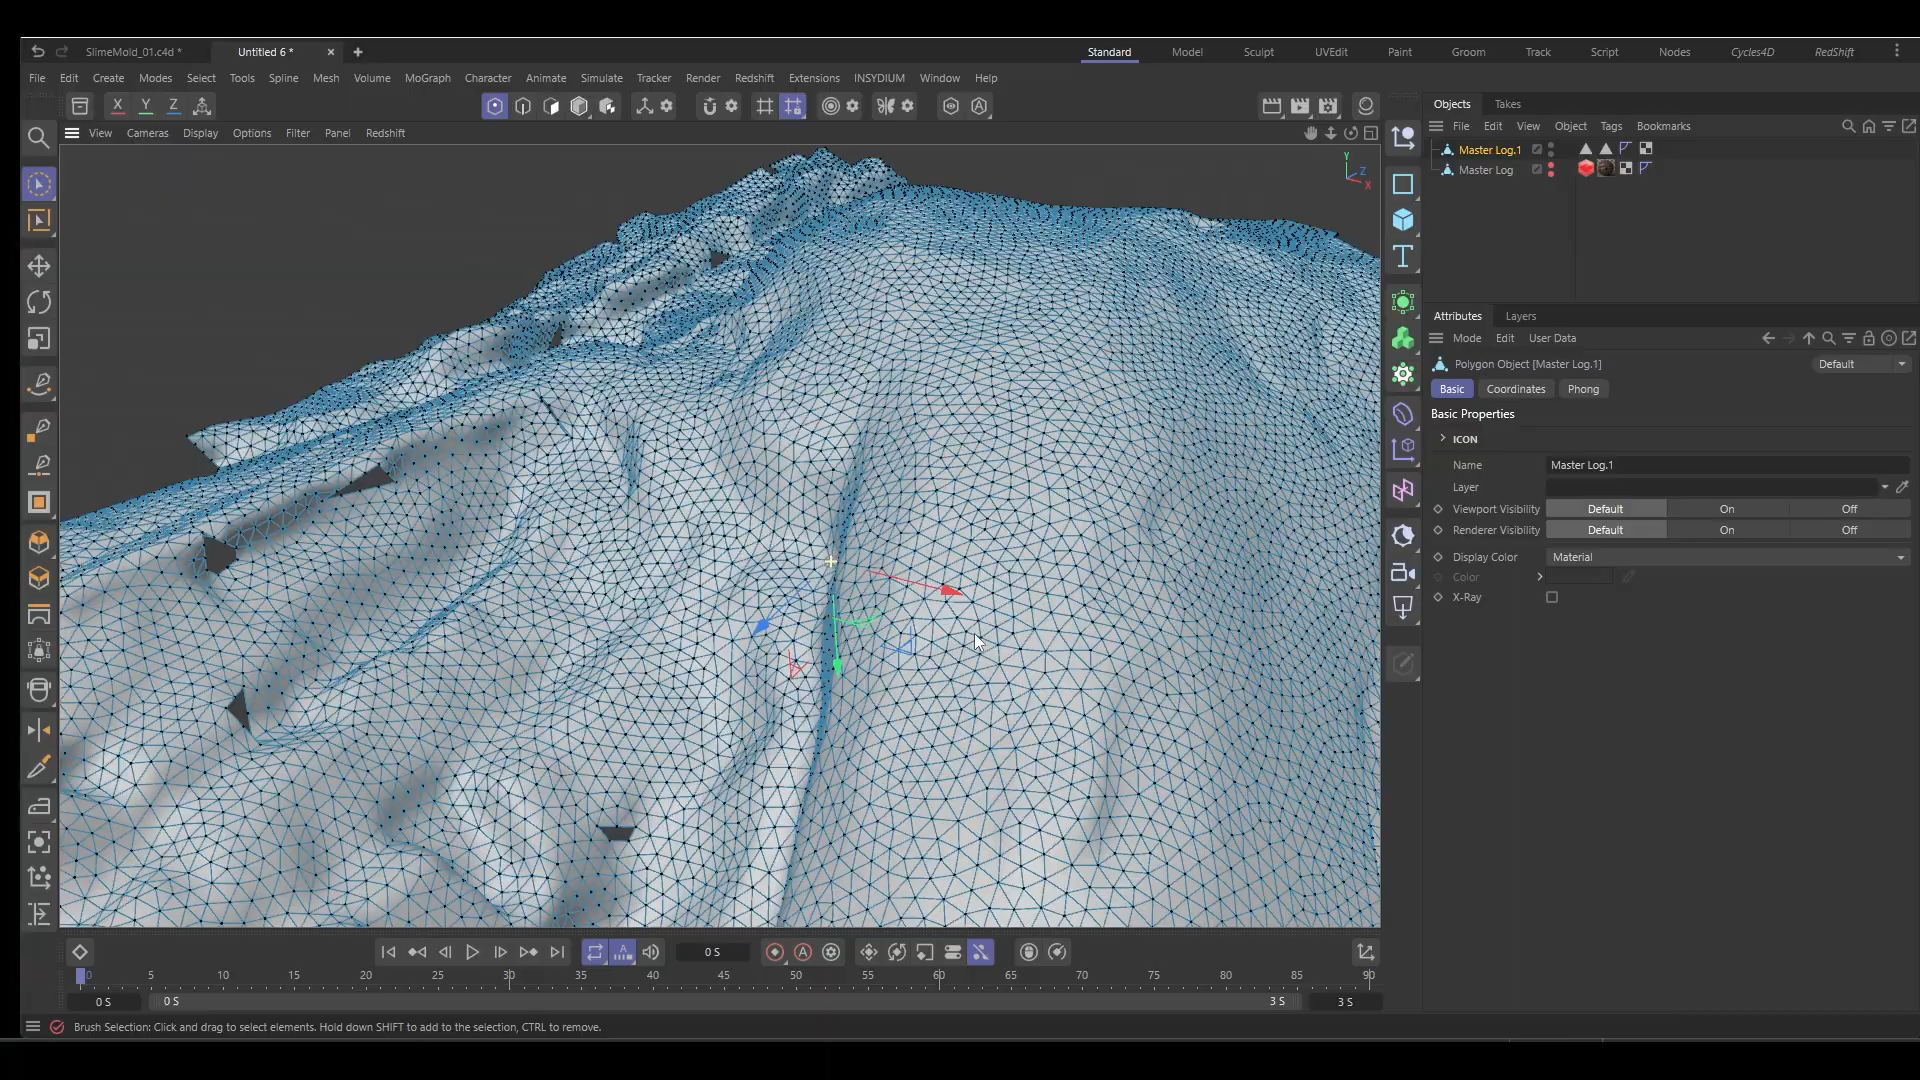 SlimeMold_01.c4d *
Untitled 6 *
Standard
Model
Sculpt
UVEdit
Paint
Groom
Track
Script
Nodes
Cycles4D
RedShift
File Edit Create Modes Select Tools Spline Mesh Volume MoGraph Character Animate Simulate Tracker Render Redshift Extensions INSYDIUM Window Help
X Y Z
View Cameras Display Options Filter Panel Redshift
Y
Z
X
Objects Takes
File Edit View Object Tags Bookmarks
Master Log.1
Master Log
Attributes Layers
Mode Edit User Data
Polygon Object [Master Log.1]
Default
Basic Coordinates Phong
Basic Properties
ICON
Name Master Log.1
Layer
Viewport Visibility Default On Off
Renderer Visibility Default On Off
Display Color Material
Color
X-Ray
0 S
0 5 10 15 20 25 30 35 40 45 50 55 60 65 70 75 80 85 90
0 S 0 S 3 S 3 S
Brush Selection: Click and drag to select elements. Hold down SHIFT to add to the selection, CTRL to remove.